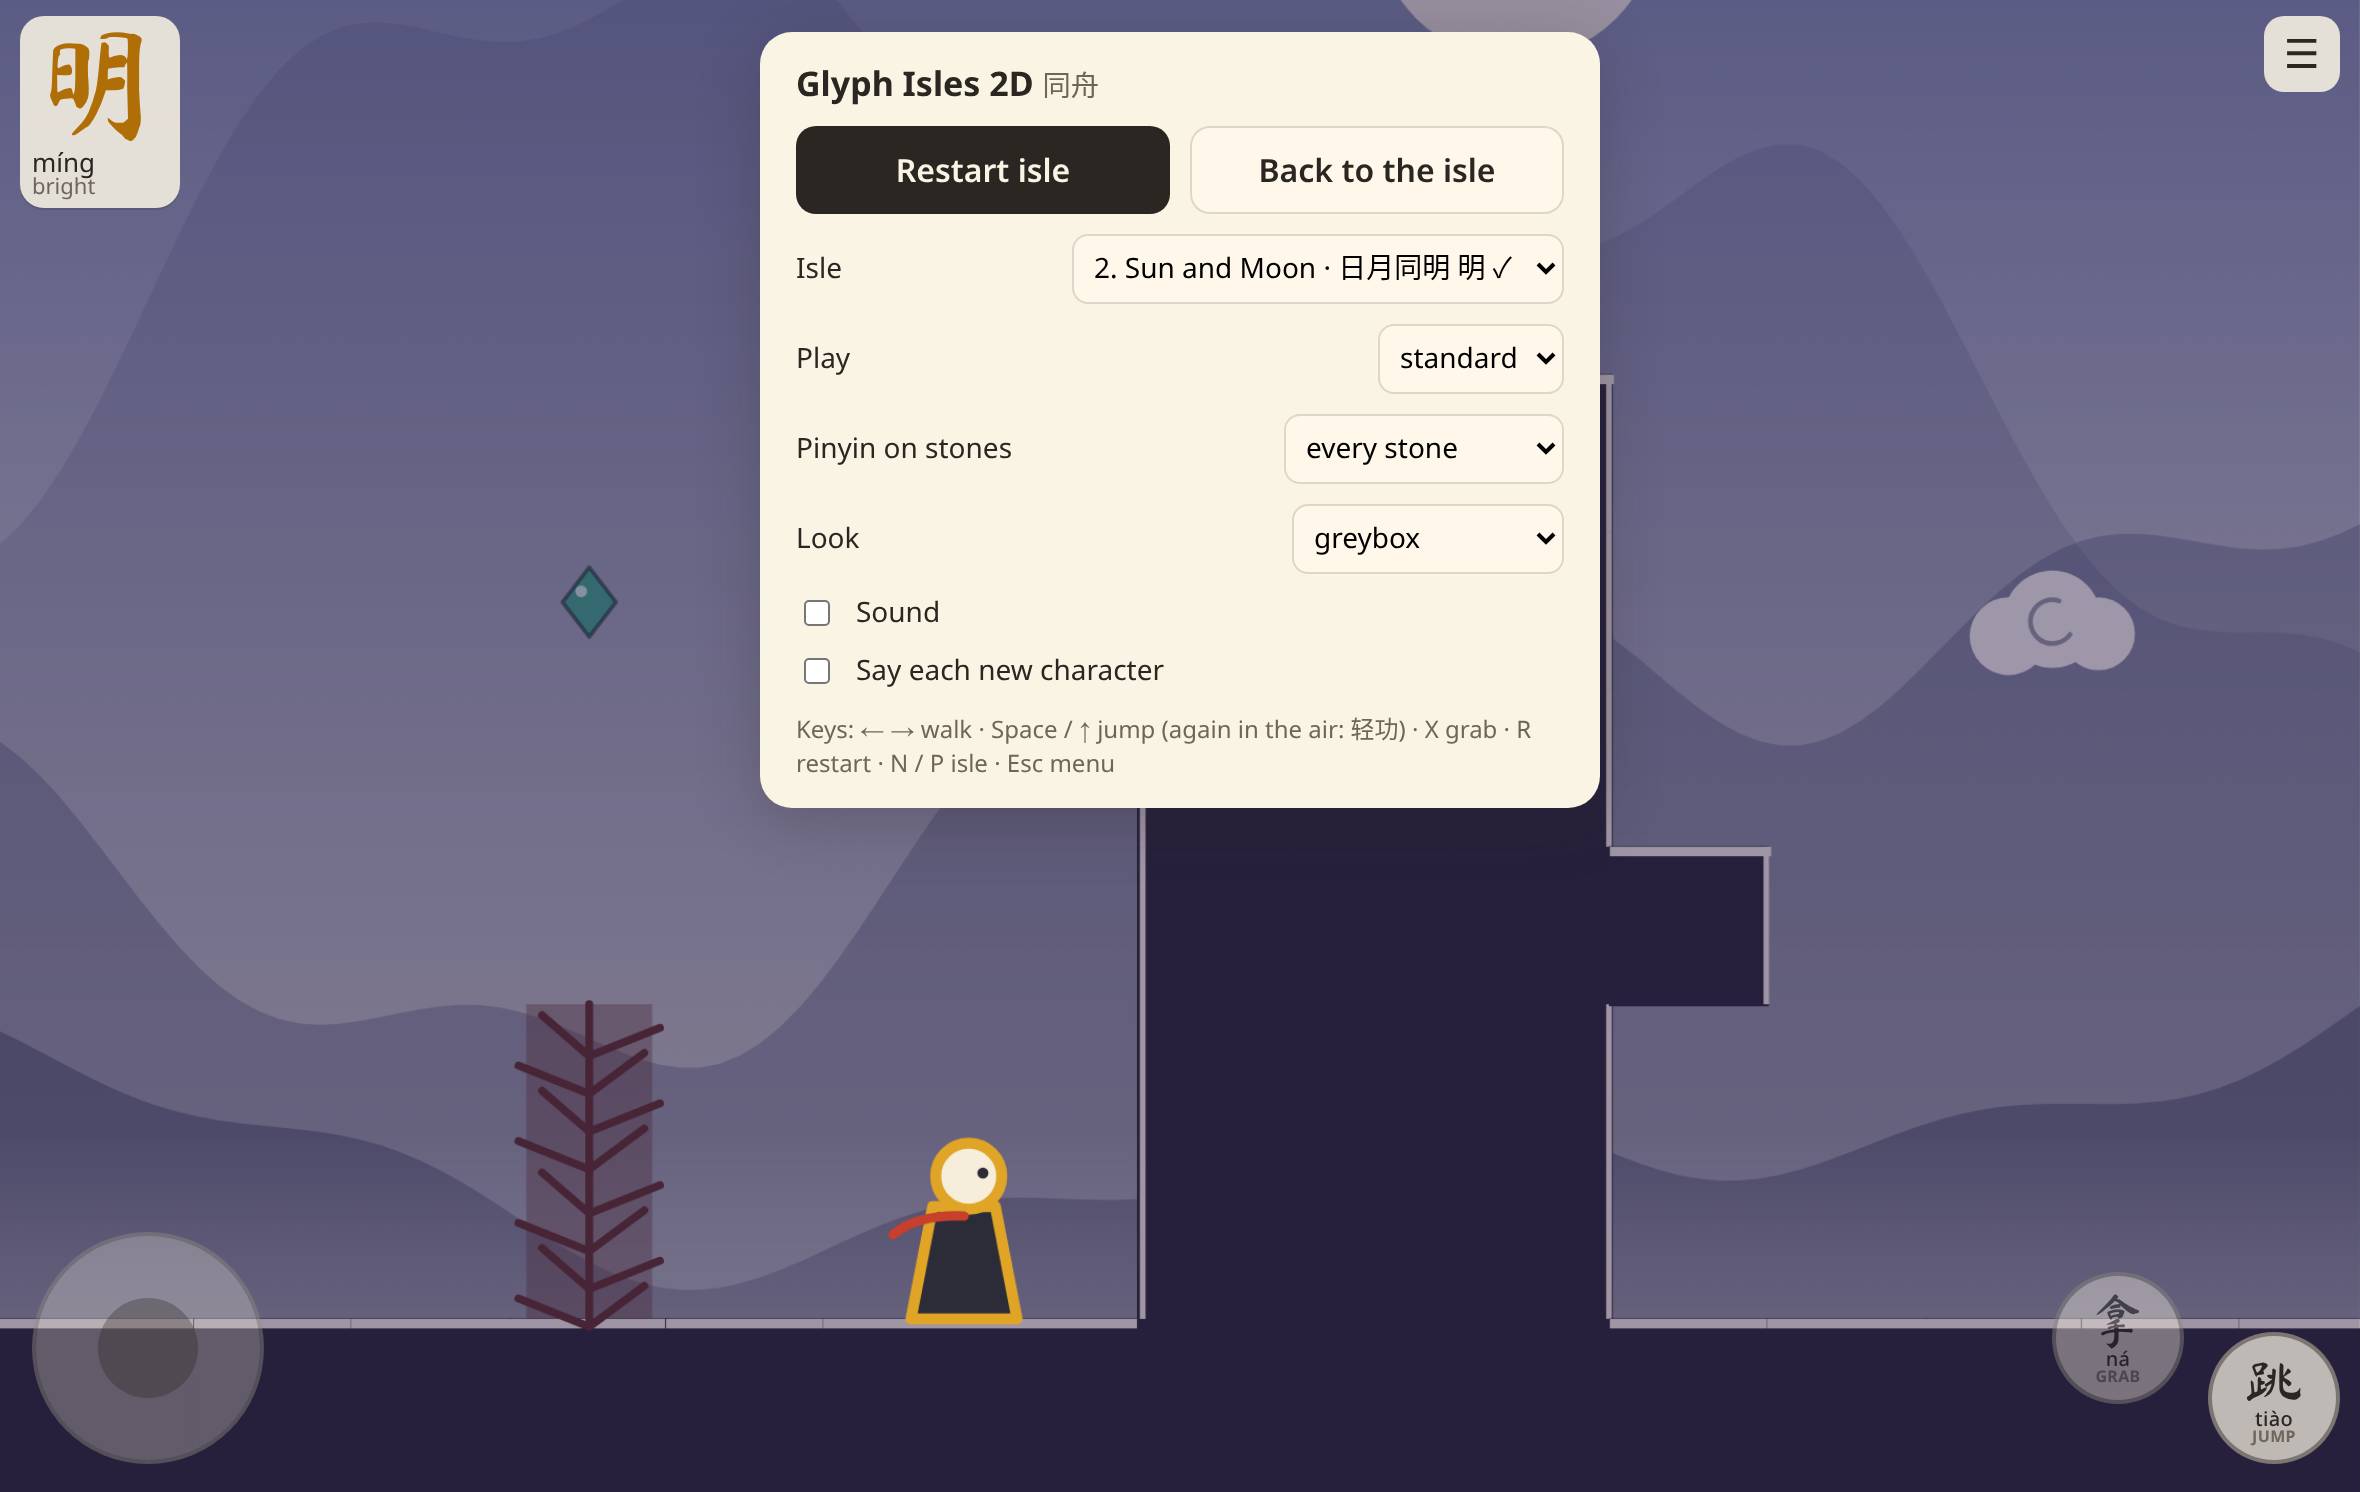 明
míng
bright
☰
Glyph Isles 2D 同舟
Restart isle
Back to the isle
Isle
2. Sun and Moon · 日月同明 明 ✓
Play
standard
Pinyin on stones
every stone
Look
greybox
Sound
Say each new character
Keys: ← → walk · Space / ↑ jump (again in the air: 轻功) · X grab · R
restart · N / P isle · Esc menu
拿
ná
GRAB
跳
tiào
JUMP